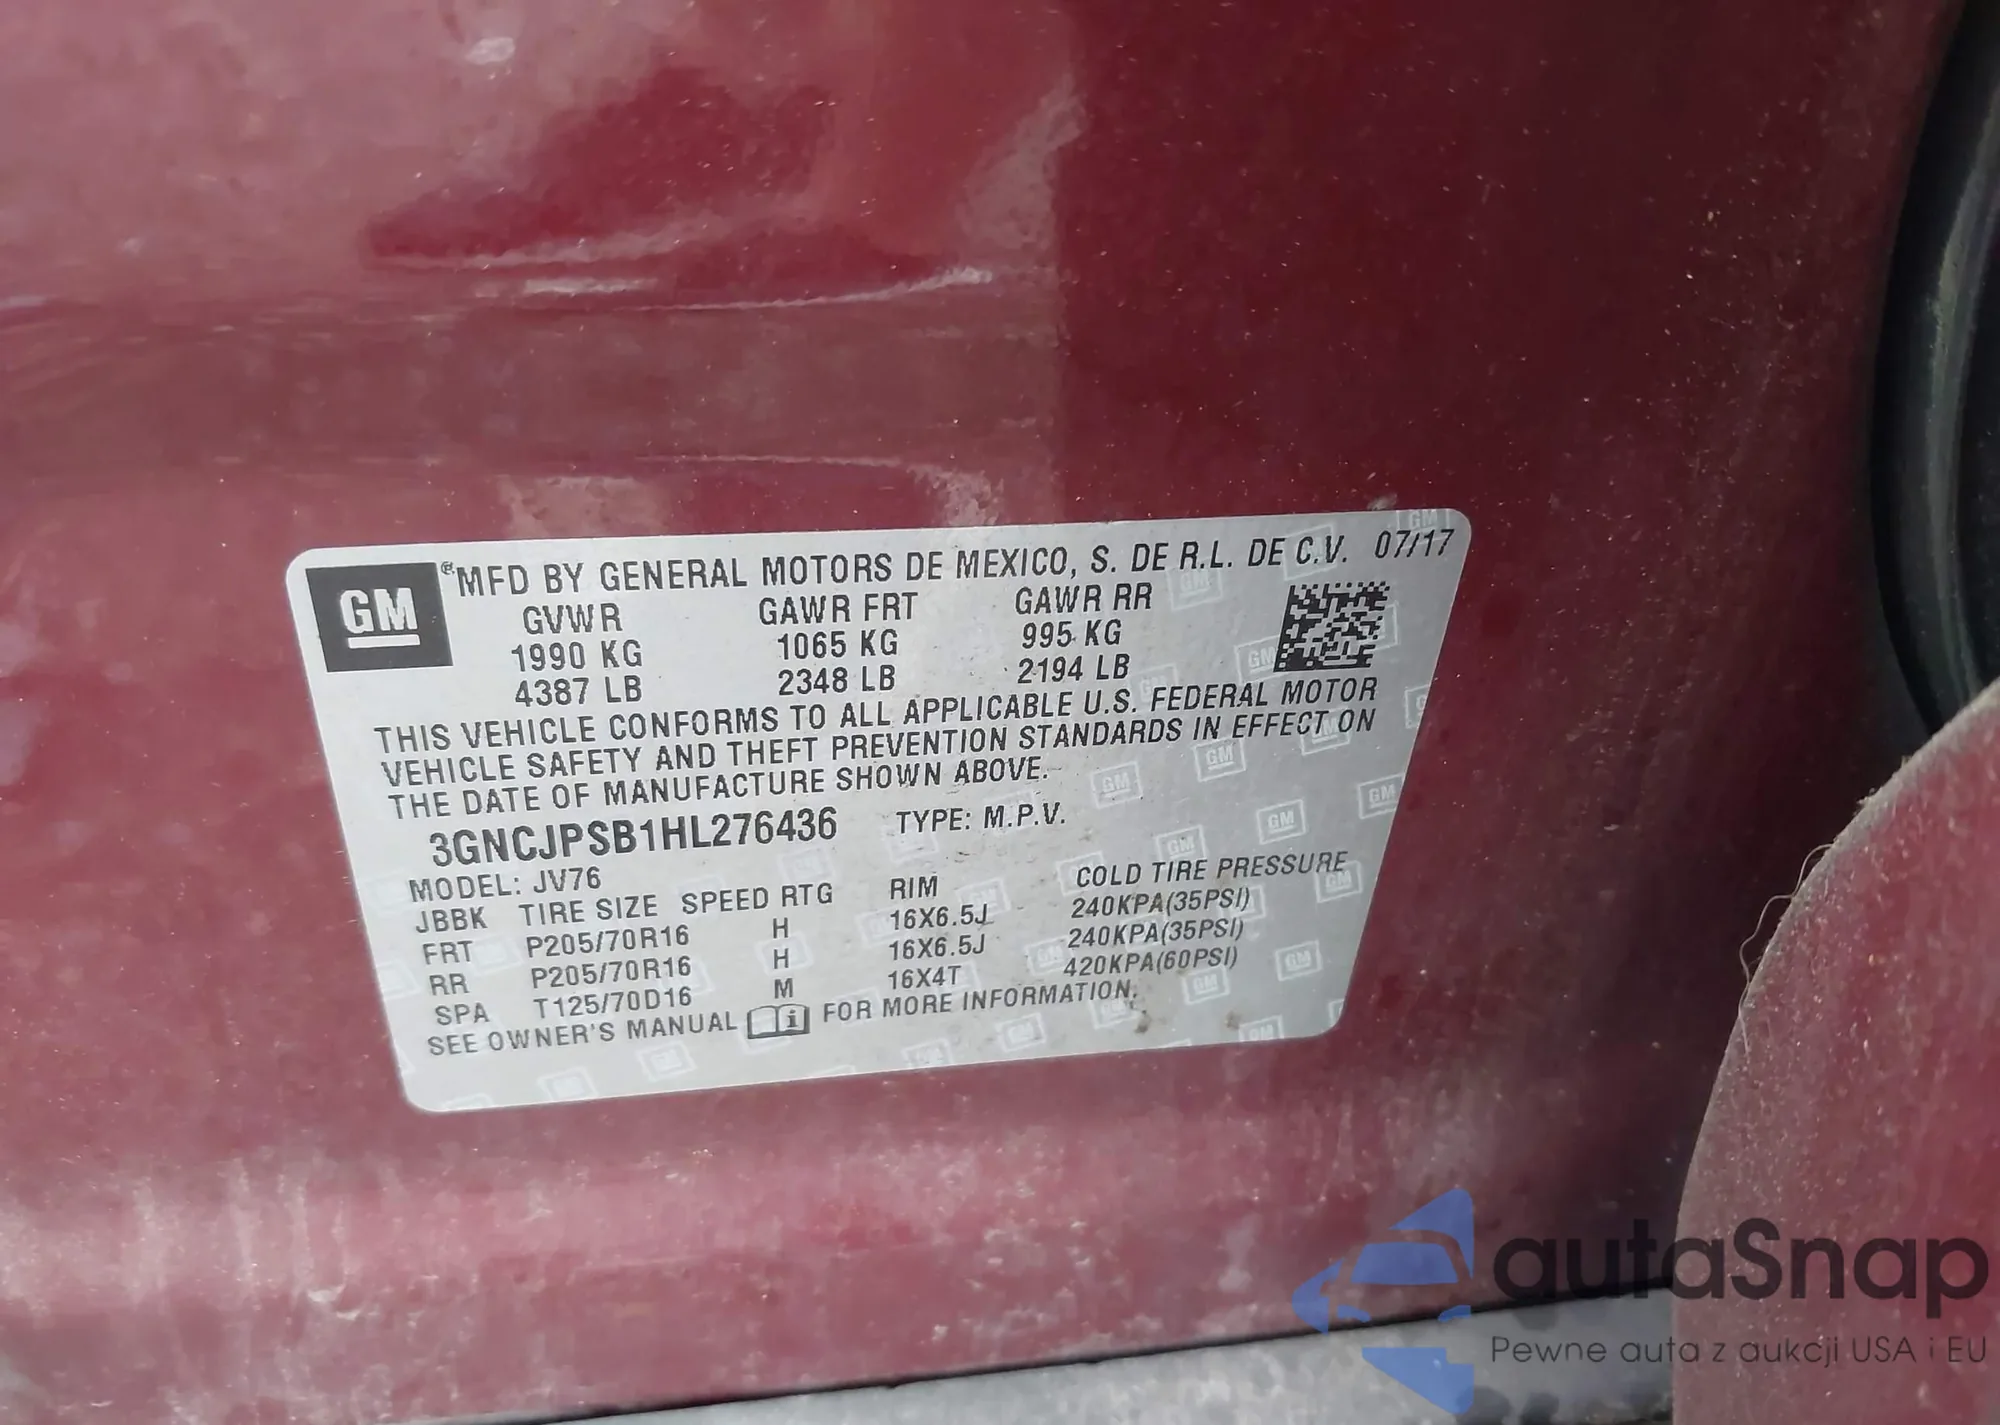 GM ® MFD BY GENERAL MOTORS DE MEXICO, S. DE R.L. DE C.V. 07/17
GVWR GAWR FRT GAWR RR
1990 KG 1065 KG 995 KG
4387 LB 2348 LB 2194 LB
THIS VEHICLE CONFORMS TO ALL APPLICABLE U.S. FEDERAL MOTOR
VEHICLE SAFETY AND THEFT PREVENTION STANDARDS IN EFFECT ON
THE DATE OF MANUFACTURE SHOWN ABOVE.
3GNCJPSB1HL276436 TYPE: M.P.V.
MODEL: JV76
JBBK TIRE SIZE SPEED RTG RIM COLD TIRE PRESSURE
FRT P205/70R16 H 16X6.5J 240KPA(35PSI)
RR P205/70R16 H 16X6.5J 240KPA(35PSI)
SPA T125/70D16 M 16X4T 420KPA(60PSI)
SEE OWNER'S MANUAL i FOR MORE INFORMATION.
autaSnap
Pewne auta z aukcji USA i EU